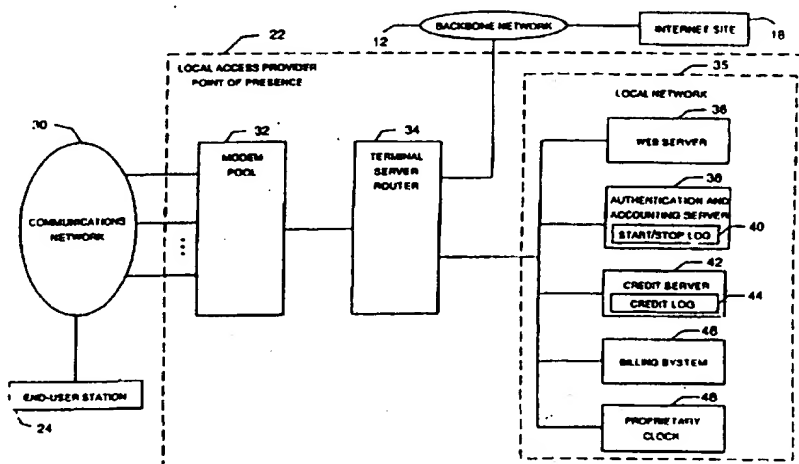 BACKBONE NETWORK
12
INTERNET SITE
18
22
LOCAL ACCESS PROVIDER
POINT OF PRESENCE
35
LOCAL NETWORK
30
COMMUNICATIONS
NETWORK
32
MODEM
POOL
34
TERMINAL
SERVER
ROUTER
36
WEB SERVER
38
AUTHENTICATION AND
ACCOUNTING SERVER
START/STOP LOG
40
42
CREDIT SERVER
CREDIT LOG
44
46
BILLING SYSTEM
48
PROPRIETARY
CLOCK
END-USER STATION
24